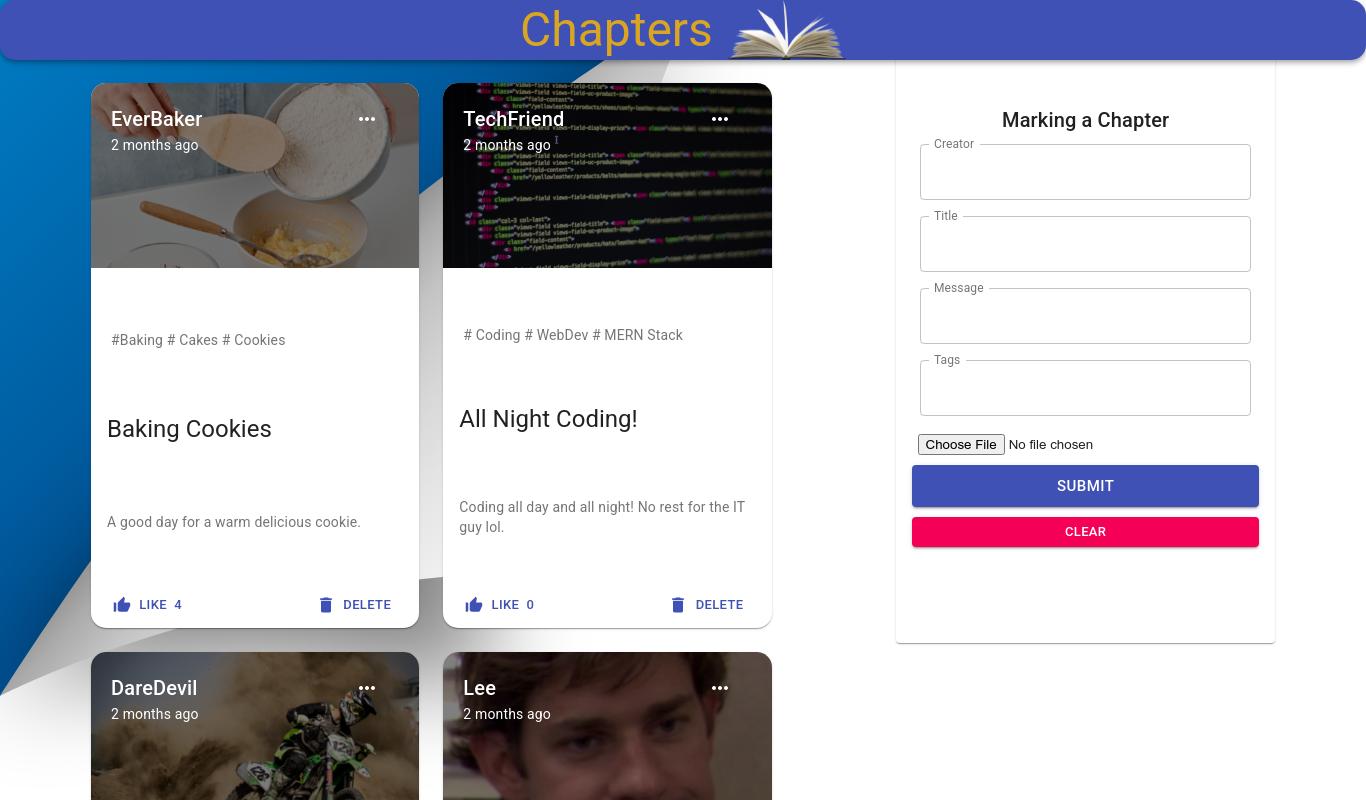 Chapters
EverBaker
2 months ago
#Baking # Cakes # Cookies
Baking Cookies
A good day for a warm delicious cookie.
LIKE 4
DELETE
TechFriend
2 months ago
# Coding # WebDev # MERN Stack
All Night Coding!
Coding all day and all night! No rest for the IT
guy lol.
LIKE 0
DELETE
DareDevil
2 months ago
Lee
2 months ago
Marking a Chapter
Creator
Title
Message
Tags
Choose File No file chosen
SUBMIT
CLEAR